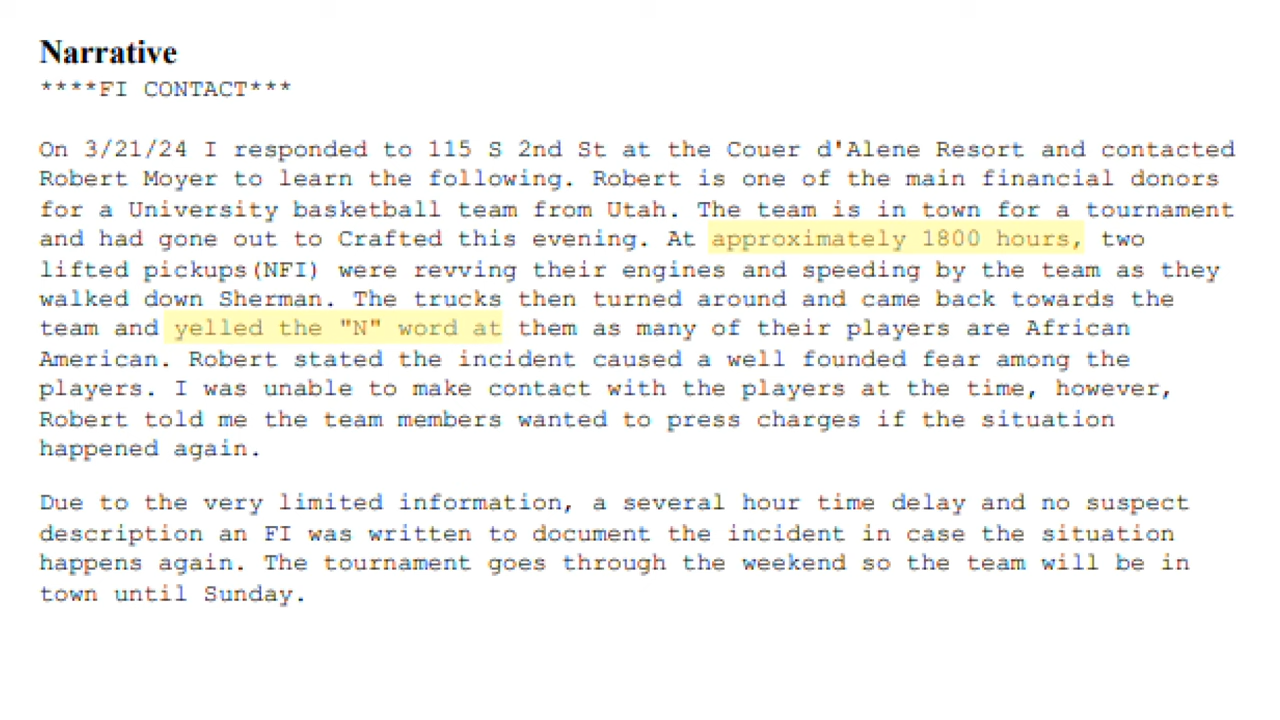 Narrative
****FI CONTACT***
On 3/21/24 I responded to 115 S 2nd St at the Couer d'Alene Resort and contacted
Robert Moyer to learn the following. Robert is one of the main financial donors
for a University basketball team from Utah. The team is in town for a tournament
and had gone out to Crafted this evening. At approximately 1800 hours, two
lifted pickups(NFI) were revving their engines and speeding by the team as they
walked down Sherman. The trucks then turned around and came back towards the
team and yelled the "N" word at them as many of their players are African
American. Robert stated the incident caused a well founded fear among the
players. I was unable to make contact with the players at the time, however,
Robert told me the team members wanted to press charges if the situation
happened again.
Due to the very limited information, a several hour time delay and no suspect
description an FI was written to document the incident in case the situation
happens again. The tournament goes through the weekend so the team will be in
town until Sunday.